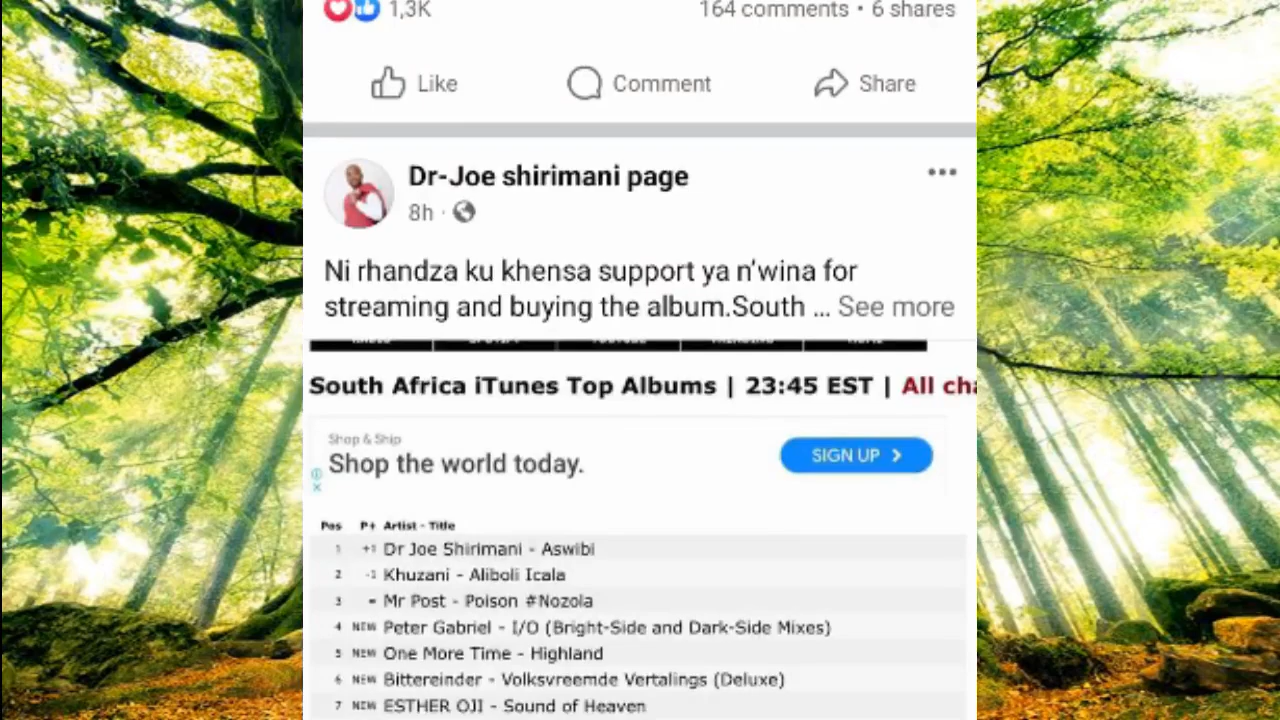 1,3K 164 comments • 6 shares
Like Comment Share
Dr-Joe shirimani page
8h ·
Ni rhandza ku khensa support ya n'wina for
streaming and buying the album.South ... See more
South Africa iTunes Top Albums | 23:45 EST | All cha
Shop & Ship
Shop the world today.
SIGN UP >
Pos P+ Artist - Title
1 +1 Dr Joe Shirimani - Aswibi
2 -1 Khuzani - Aliboli Icala
3 = Mr Post - Poison #Nozola
4 NEW Peter Gabriel - I/O (Bright-Side and Dark-Side Mixes)
5 NEW One More Time - Highland
6 NEW Bittereinder - Volksvreemde Vertalings (Deluxe)
7 NEW ESTHER OJI - Sound of Heaven